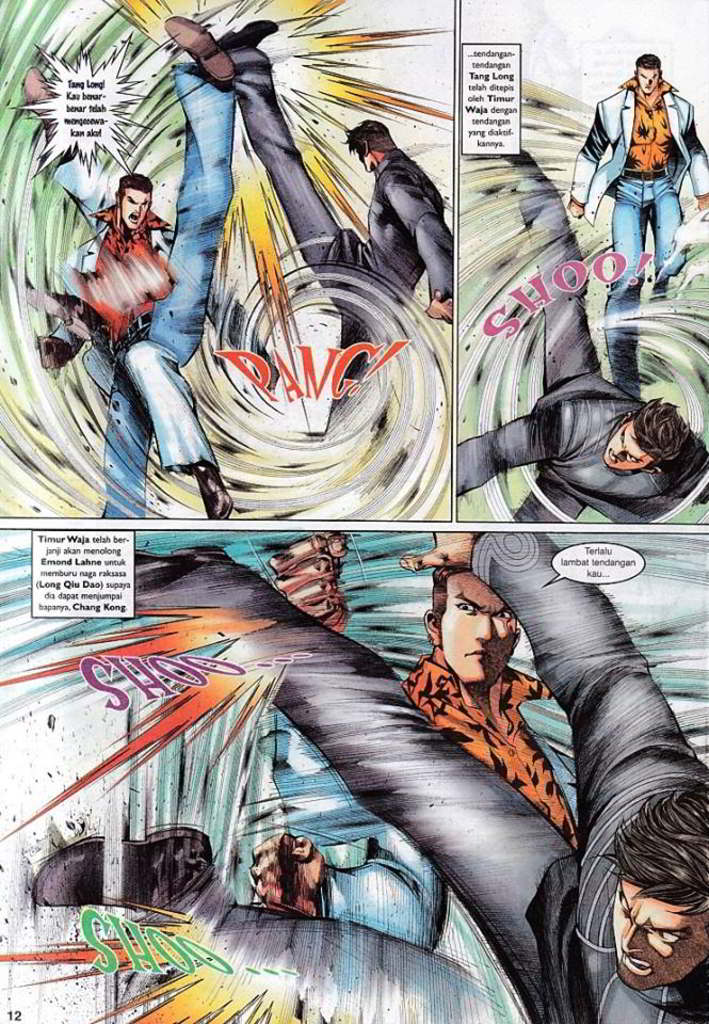 Tang Long!
Kau benar-
benar telah
mengecewa-
kan aku!
PANG!
...tendangan-
tendangan
Tang Long
telah ditepis
Timur
Waja dengan
tendangan
yang diaktif-
kannya.
SHOO!
Timur Waja telah ber-
janji akan menolong
Emond Lahne untuk
memburu naga raksasa
(Long Qiu Dao) supaya
dia dapat menjumpai
bapanya, Chang Kong.
Terlalu
lambat tendangan
kau...
SHOO...
SHOO...
12